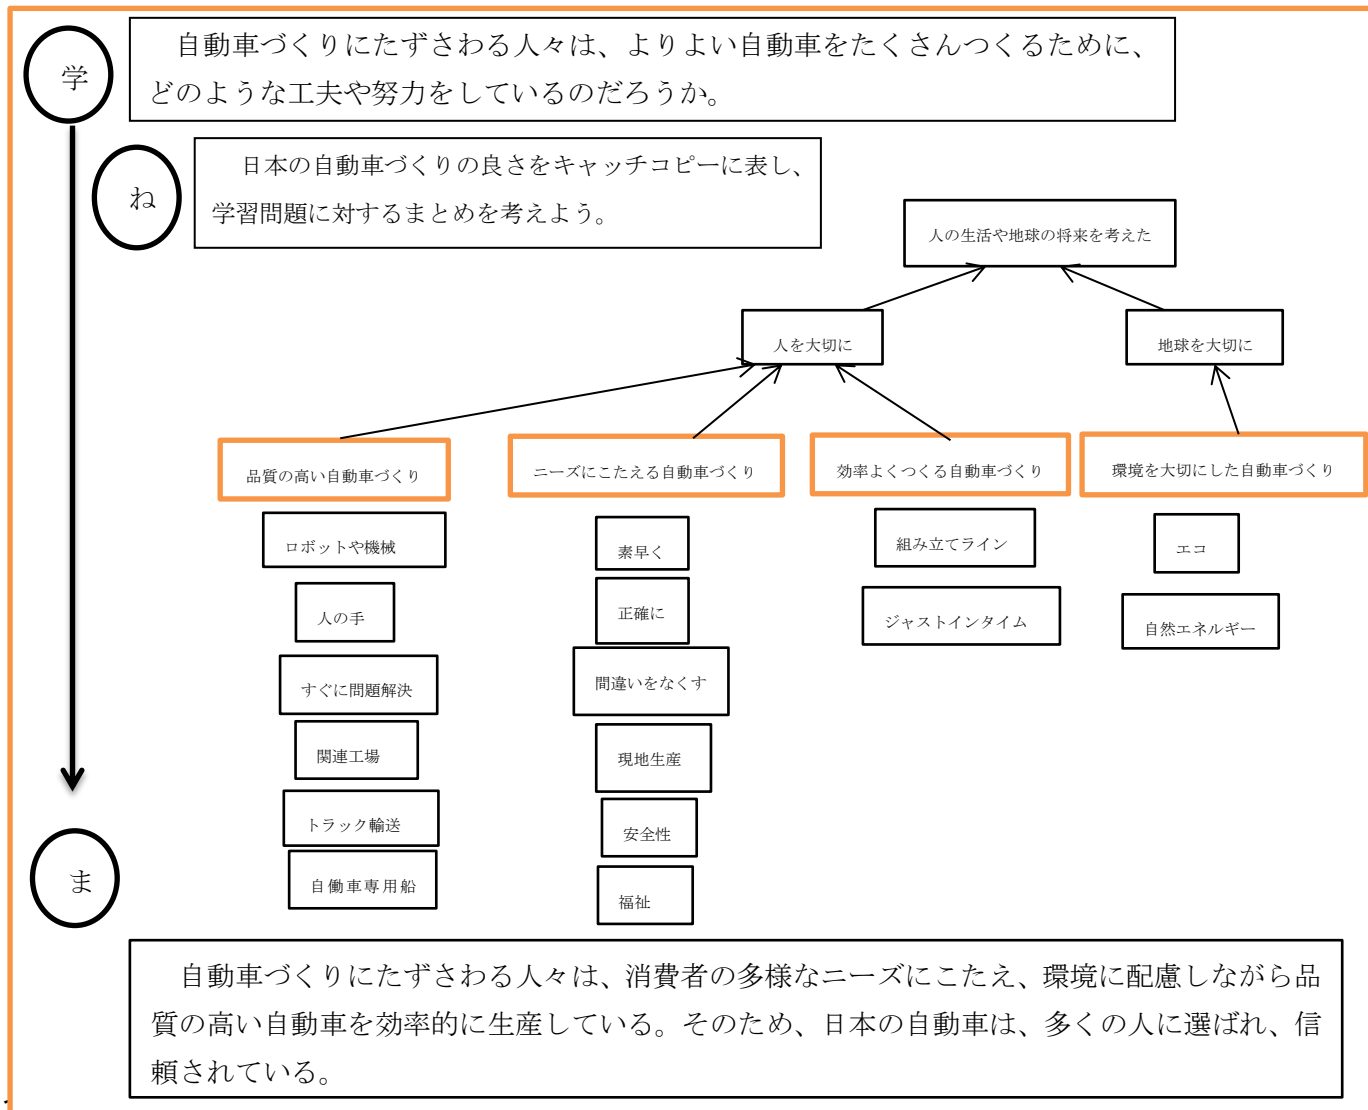 学
自動車づくりにたずさわる人々は、よりよい自動車をたくさんつくるために、
どのような工夫や努力をしているのだろうか。
ね
日本の自動車づくりの良さをキャッチコピーに表し、
学習問題に対するまとめを考えよう。
人の生活や地球の将来を考えた
人を大切に
地球を大切に
品質の高い自動車づくり
ニーズにこたえる自動車づくり
効率よくつくる自動車づくり
環境を大切にした自動車づくり
ロボットや機械
人の手
すぐに問題解決
関連工場
トラック輸送
自働車専用船
素早く
正確に
間違いをなくす
現地生産
安全性
福祉
組み立てライン
ジャストインタイム
エコ
自然エネルギー
ま
自動車づくりにたずさわる人々は、消費者の多様なニーズにこたえ、環境に配慮しながら品
質の高い自動車を効率的に生産している。そのため、日本の自動車は、多くの人に選ばれ、信
頼されている。